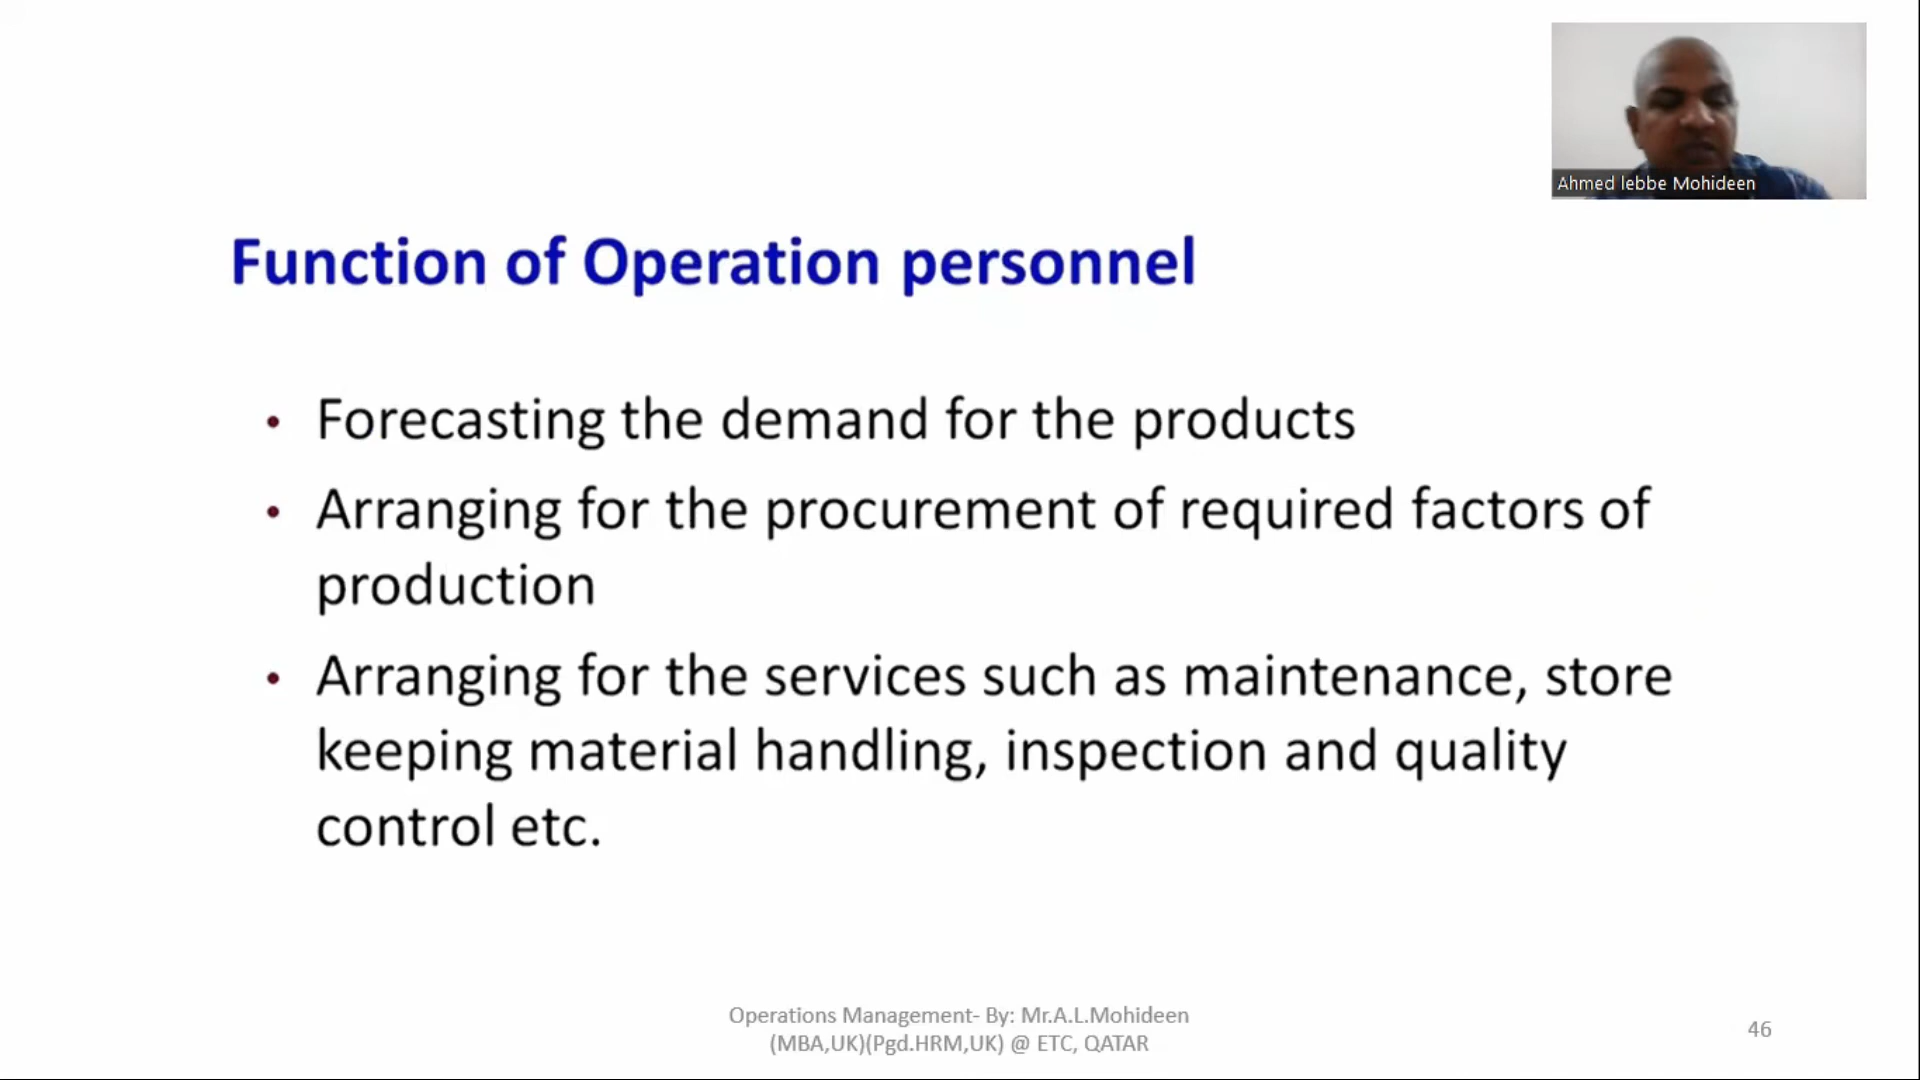 Ahmed lebbe Mohideen
Function of Operation personnel
• Forecasting the demand for the products
• Arranging for the procurement of required factors of
production
• Arranging for the services such as maintenance, store
keeping material handling, inspection and quality
control etc.
Operations Management- By: Mr.A.L.Mohideen
(MBA,UK)(Pgd.HRM,UK) @ ETC, QATAR
46